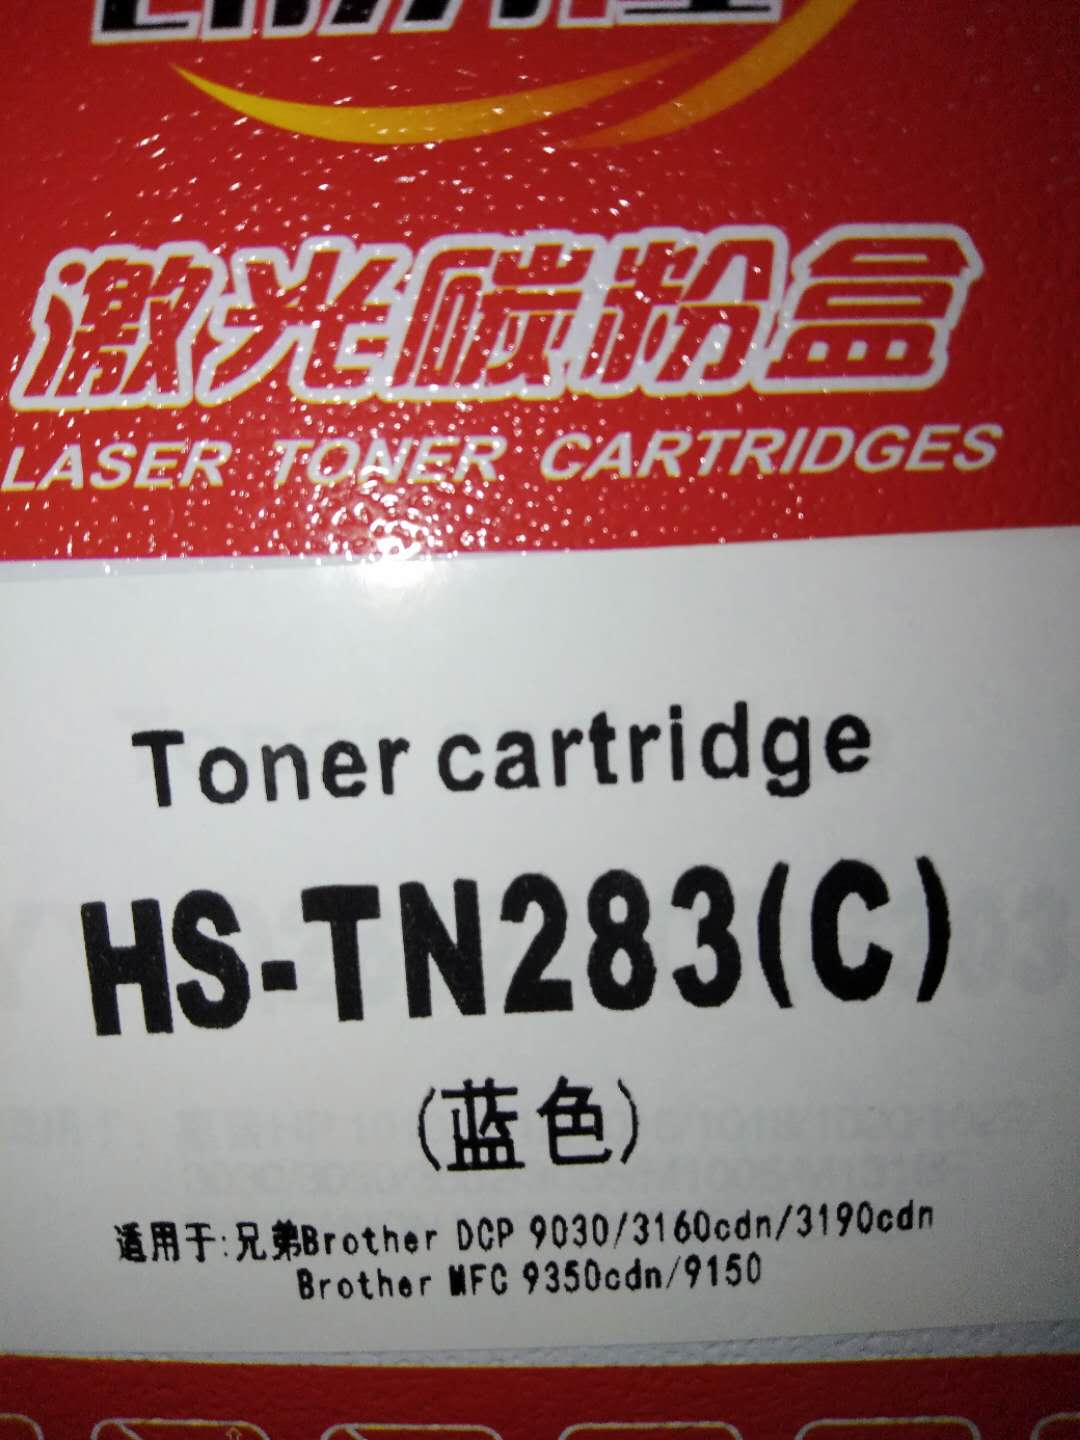 激光碳粉盒
LASER TONER CARTRIDGES
Toner cartridge
HS-TN283(C)
(蓝色)
适用于:兄弟Brother DCP 9030/3160cdn/3190cdn
Brother MFC 9350cdn/9150